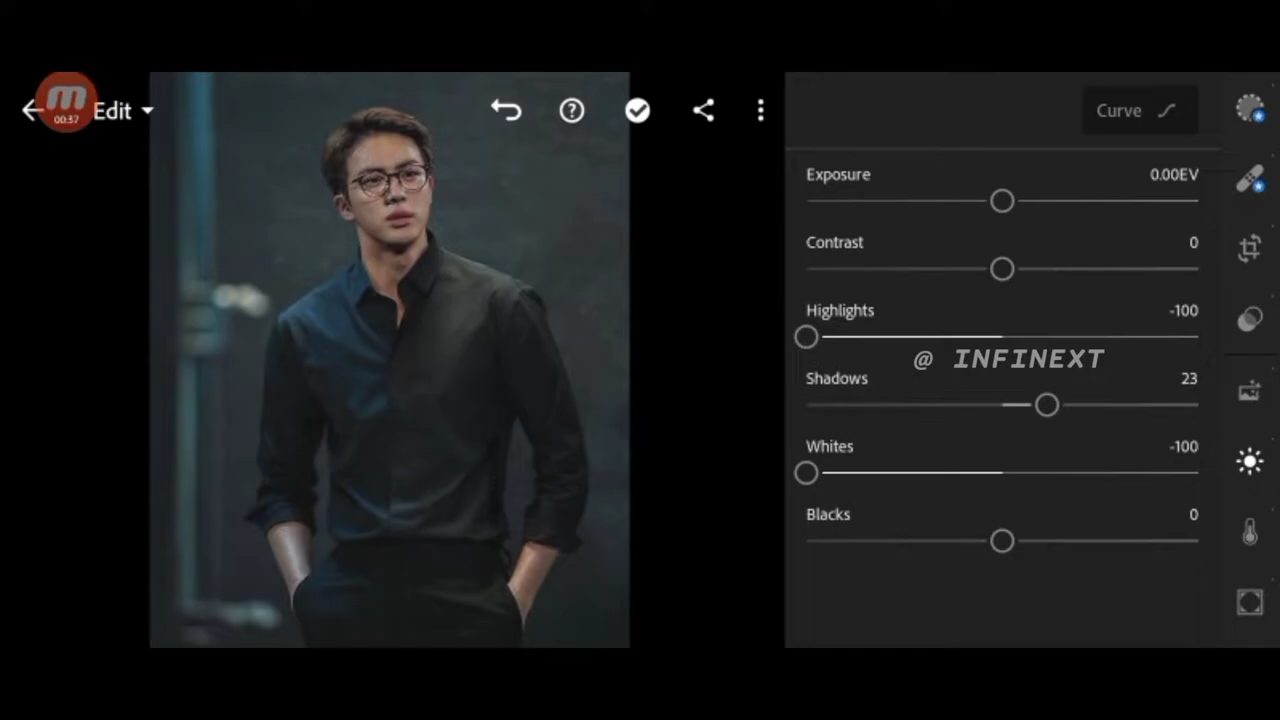 Edit
00:37
Curve
Exposure 0.00EV
Contrast 0
Highlights -100
@ INFINEXT
Shadows 23
Whites -100
Blacks 0